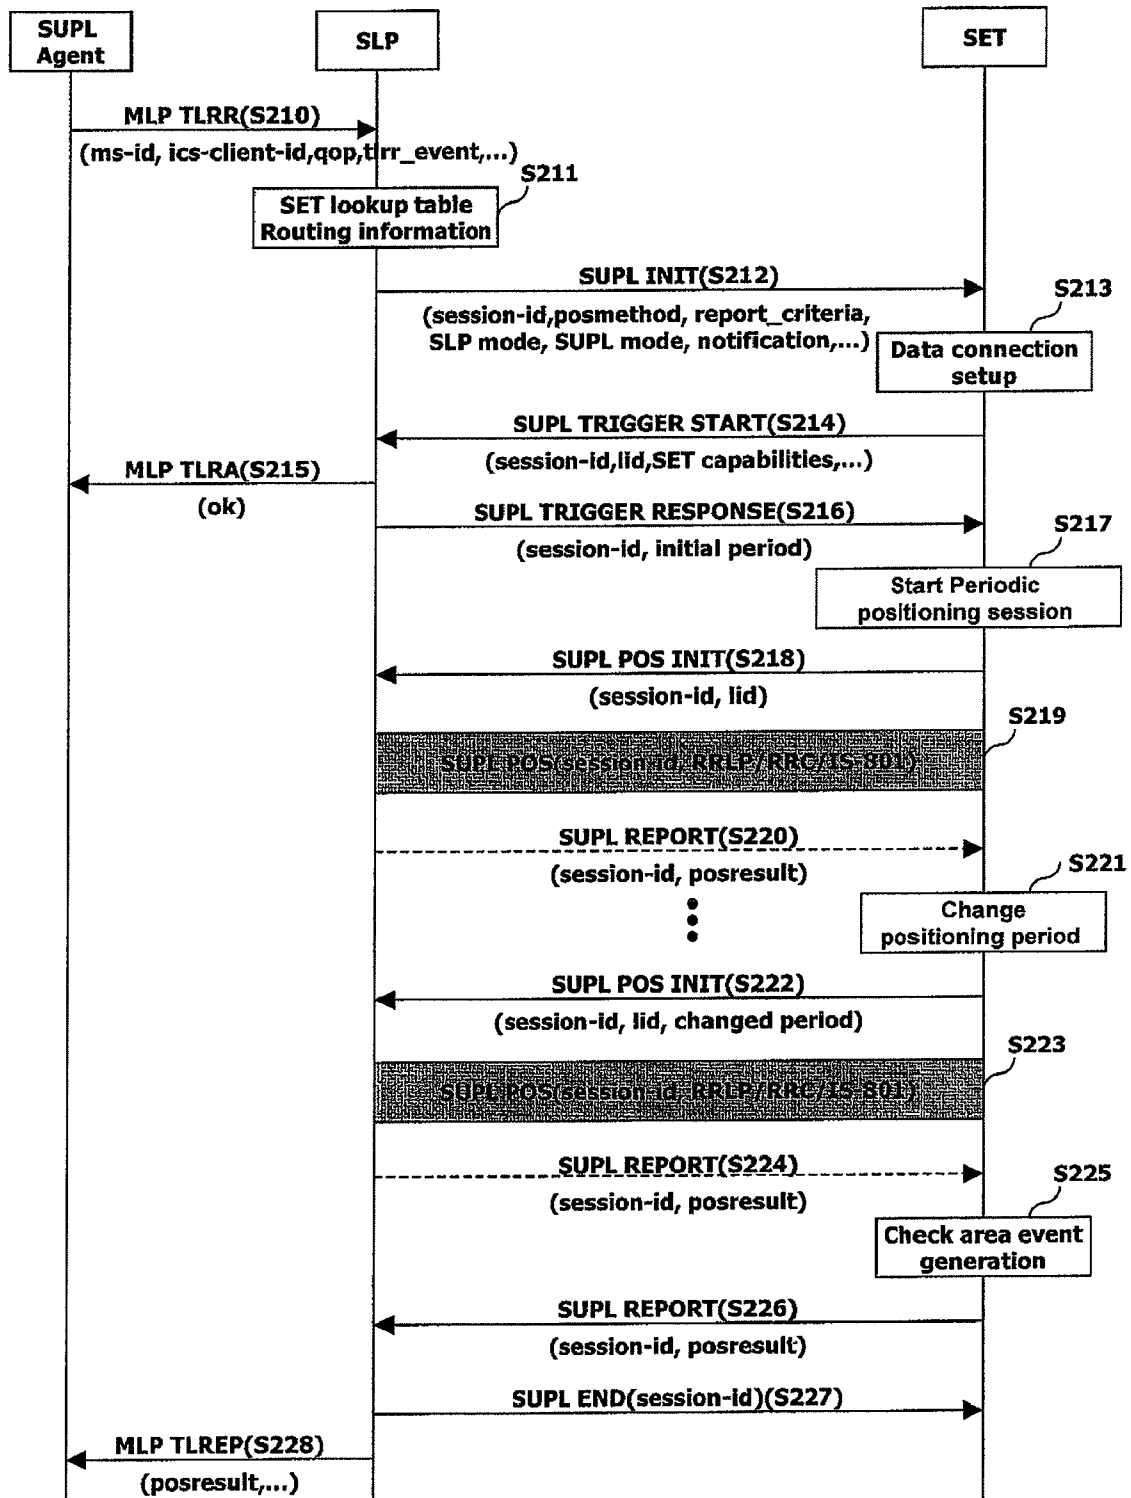 SUPL
Agent
SLP
SET
MLP TLRR(S210)
(ms-id, ics-client-id,qop,tlrr_event,...)
S211
SET lookup table
Routing information
SUPL INIT(S212)
(session-id,posmethod, report_criteria,
SLP mode, SUPL mode, notification,...)
S213
Data connection
setup
SUPL TRIGGER START(S214)
(session-id,lid,SET capabilities,...)
MLP TLRA(S215)
(ok)
SUPL TRIGGER RESPONSE(S216)
(session-id, initial period)
S217
Start Periodic
positioning session
SUPL POS INIT(S218)
(session-id, lid)
S219
SUPL POS(session-id, RRLP/RRC/IS-801)
SUPL REPORT(S220)
(session-id, posresult)
S221
Change
positioning period
SUPL POS INIT(S222)
(session-id, lid, changed period)
S223
SUPL POS(session-id, RRLP/RRC/IS-801)
SUPL REPORT(S224)
(session-id, posresult)
S225
Check area event
generation
SUPL REPORT(S226)
(session-id, posresult)
SUPL END(session-id)(S227)
MLP TLREP(S228)
(posresult,...)